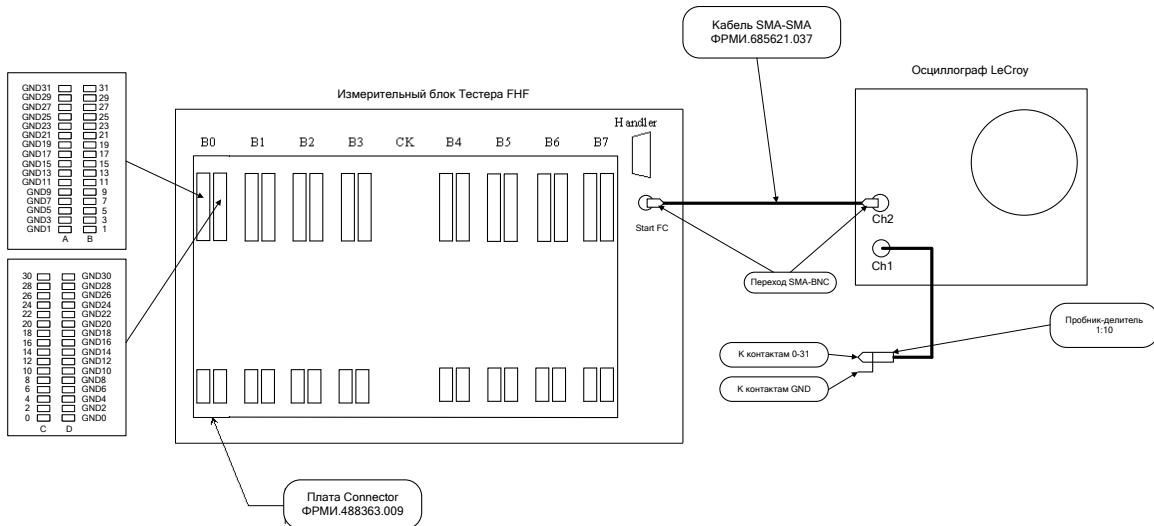 Кабель SMA-SMA
ФРМИ.685621.037
Осциллограф LeCroy
Измерительный блок Тестера FHF
Handler
B0 B1 B2 B3 CK B4 B5 B6 B7
GND31 31
GND29 29
GND27 27
GND25 25
GND23 23
GND21 21
GND19 19
GND17 17
GND15 15
GND13 13
GND11 11
GND9 9
GND7 7
GND5 5
GND3 3
GND1 1
A B
Start FC
Ch2
Ch1
Переход SMA-BNC
30 GND30
28 GND28
26 GND26
24 GND24
22 GND22
20 GND20
18 GND18
16 GND16
14 GND14
12 GND12
10 GND10
8 GND8
6 GND6
4 GND4
2 GND2
0 GND0
C D
Пробник-делитель
1:10
К контактам 0-31
К контактам GND
Плата Connector
ФРМИ.488363.009